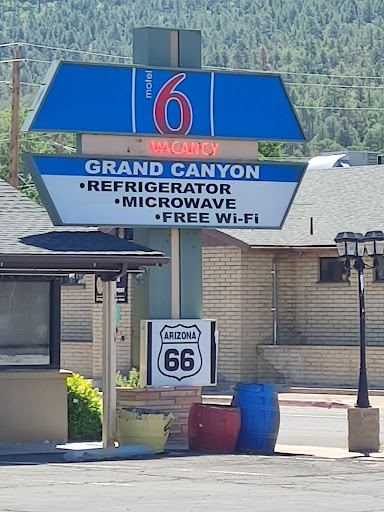 motel
6
VACANCY
GRAND CANYON
•REFRIGERATOR
•MICROWAVE
•FREE Wi-Fi
ARIZONA
66